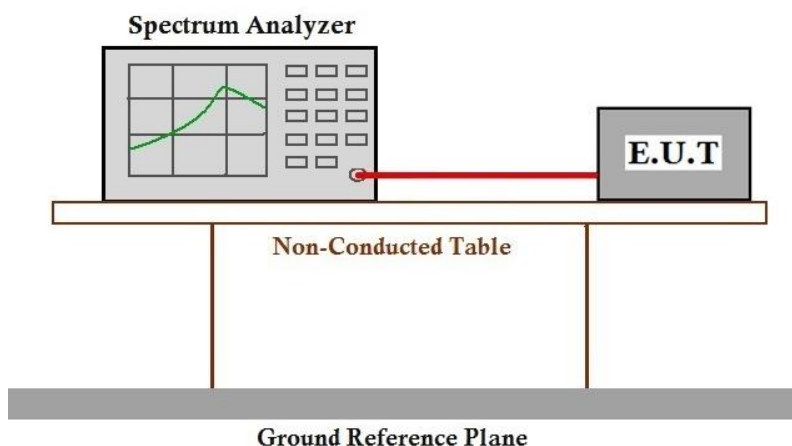 Spectrum Analyzer
E.U.T
Non-Conducted Table
Ground Reference Plane